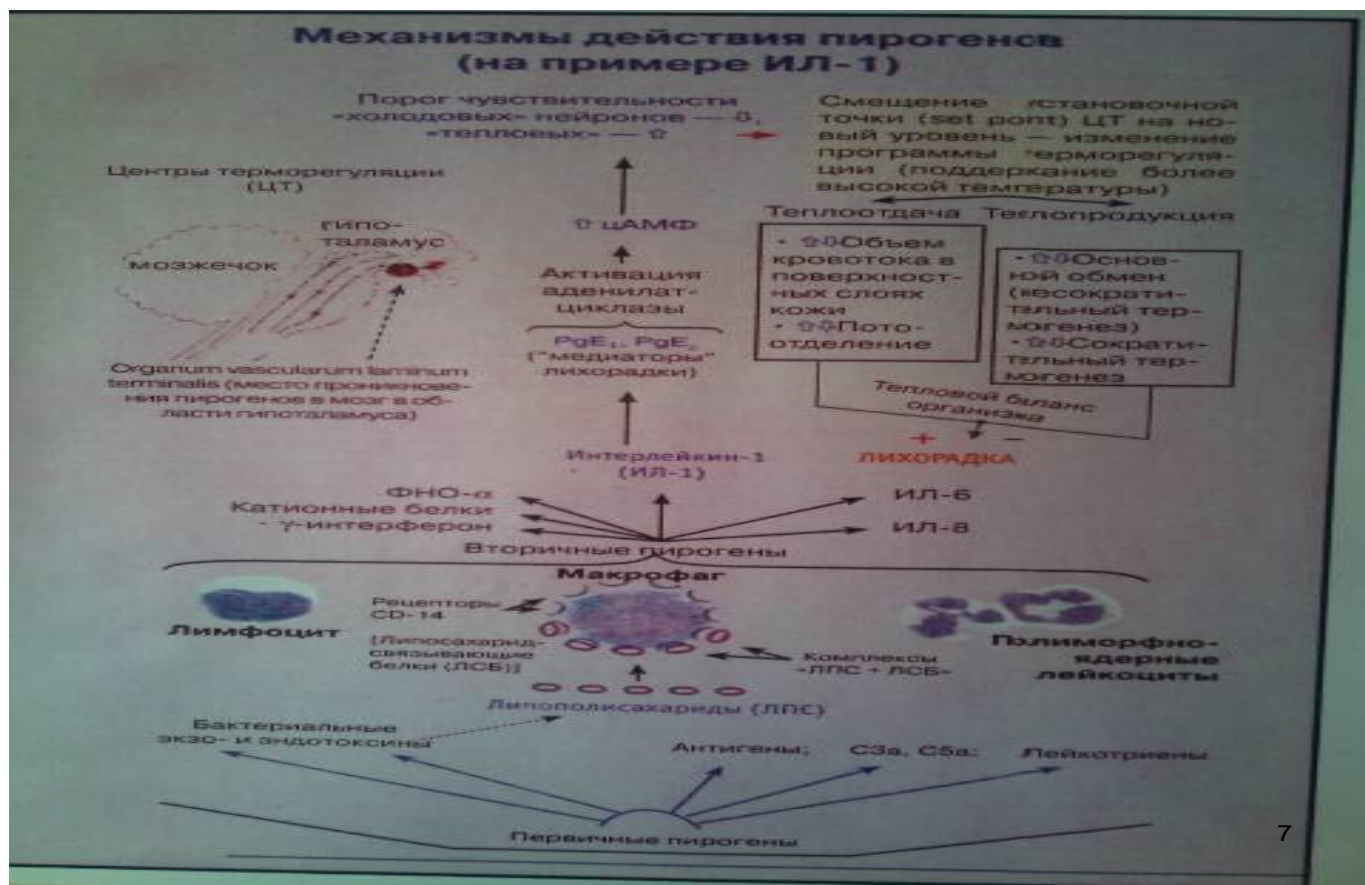 Механизмы действия пирогенов
(на примере ИЛ-1)
Порог чувствительности
«холодовых» нейронов — ⇩,
«тепловых» — ⇧
Смещение установочной
точки (set pont) ЦТ на но-
вый уровень — изменение
программы терморегуля-
ции (поддержание более
высокой температуры)
Центры терморегуляции
(ЦТ)
гипо-
таламус
мозжечок
Organum vascularum laminum
terminalis (место проникнове-
ния пирогенов в мозг в об-
ласти гипоталамуса)
⇧ цАМФ
Активация
аденилат-
циклазы
PgE₁, PgE
("медиаторы"
лихорадки)
Теплоотдача
Теплопродукция
• ⇧⇩Объем
кровотока в
поверхност-
ных слоях
кожи
• ⇧⇩Пото-
отделение
• ⇧⇩Основ-
ной обмен
(несократи-
тельный тер-
могенез)
• ⇧⇩Сократи-
тельный тер-
могенез
Тепловой баланс
организма
+ −
ЛИХОРАДКА
Интерлейкин-1
(ИЛ-1)
ФНО-α
Катионные белки
γ-интерферон
ИЛ-6
ИЛ-8
Вторичные пирогены
Макрофаг
Лимфоцит
Рецепторы
CD-14
[Липосахарид-
связывающие
белки (ЛСБ)]
Комплексы
«ЛПС + ЛСБ»
Полиморфно-
ядерные
лейкоциты
Липополисахариды (ЛПС)
Бактериальные
экзо- и эндотоксины
Антигены;
С3а, С5а;
Лейкотриены
Первичные пирогены
7